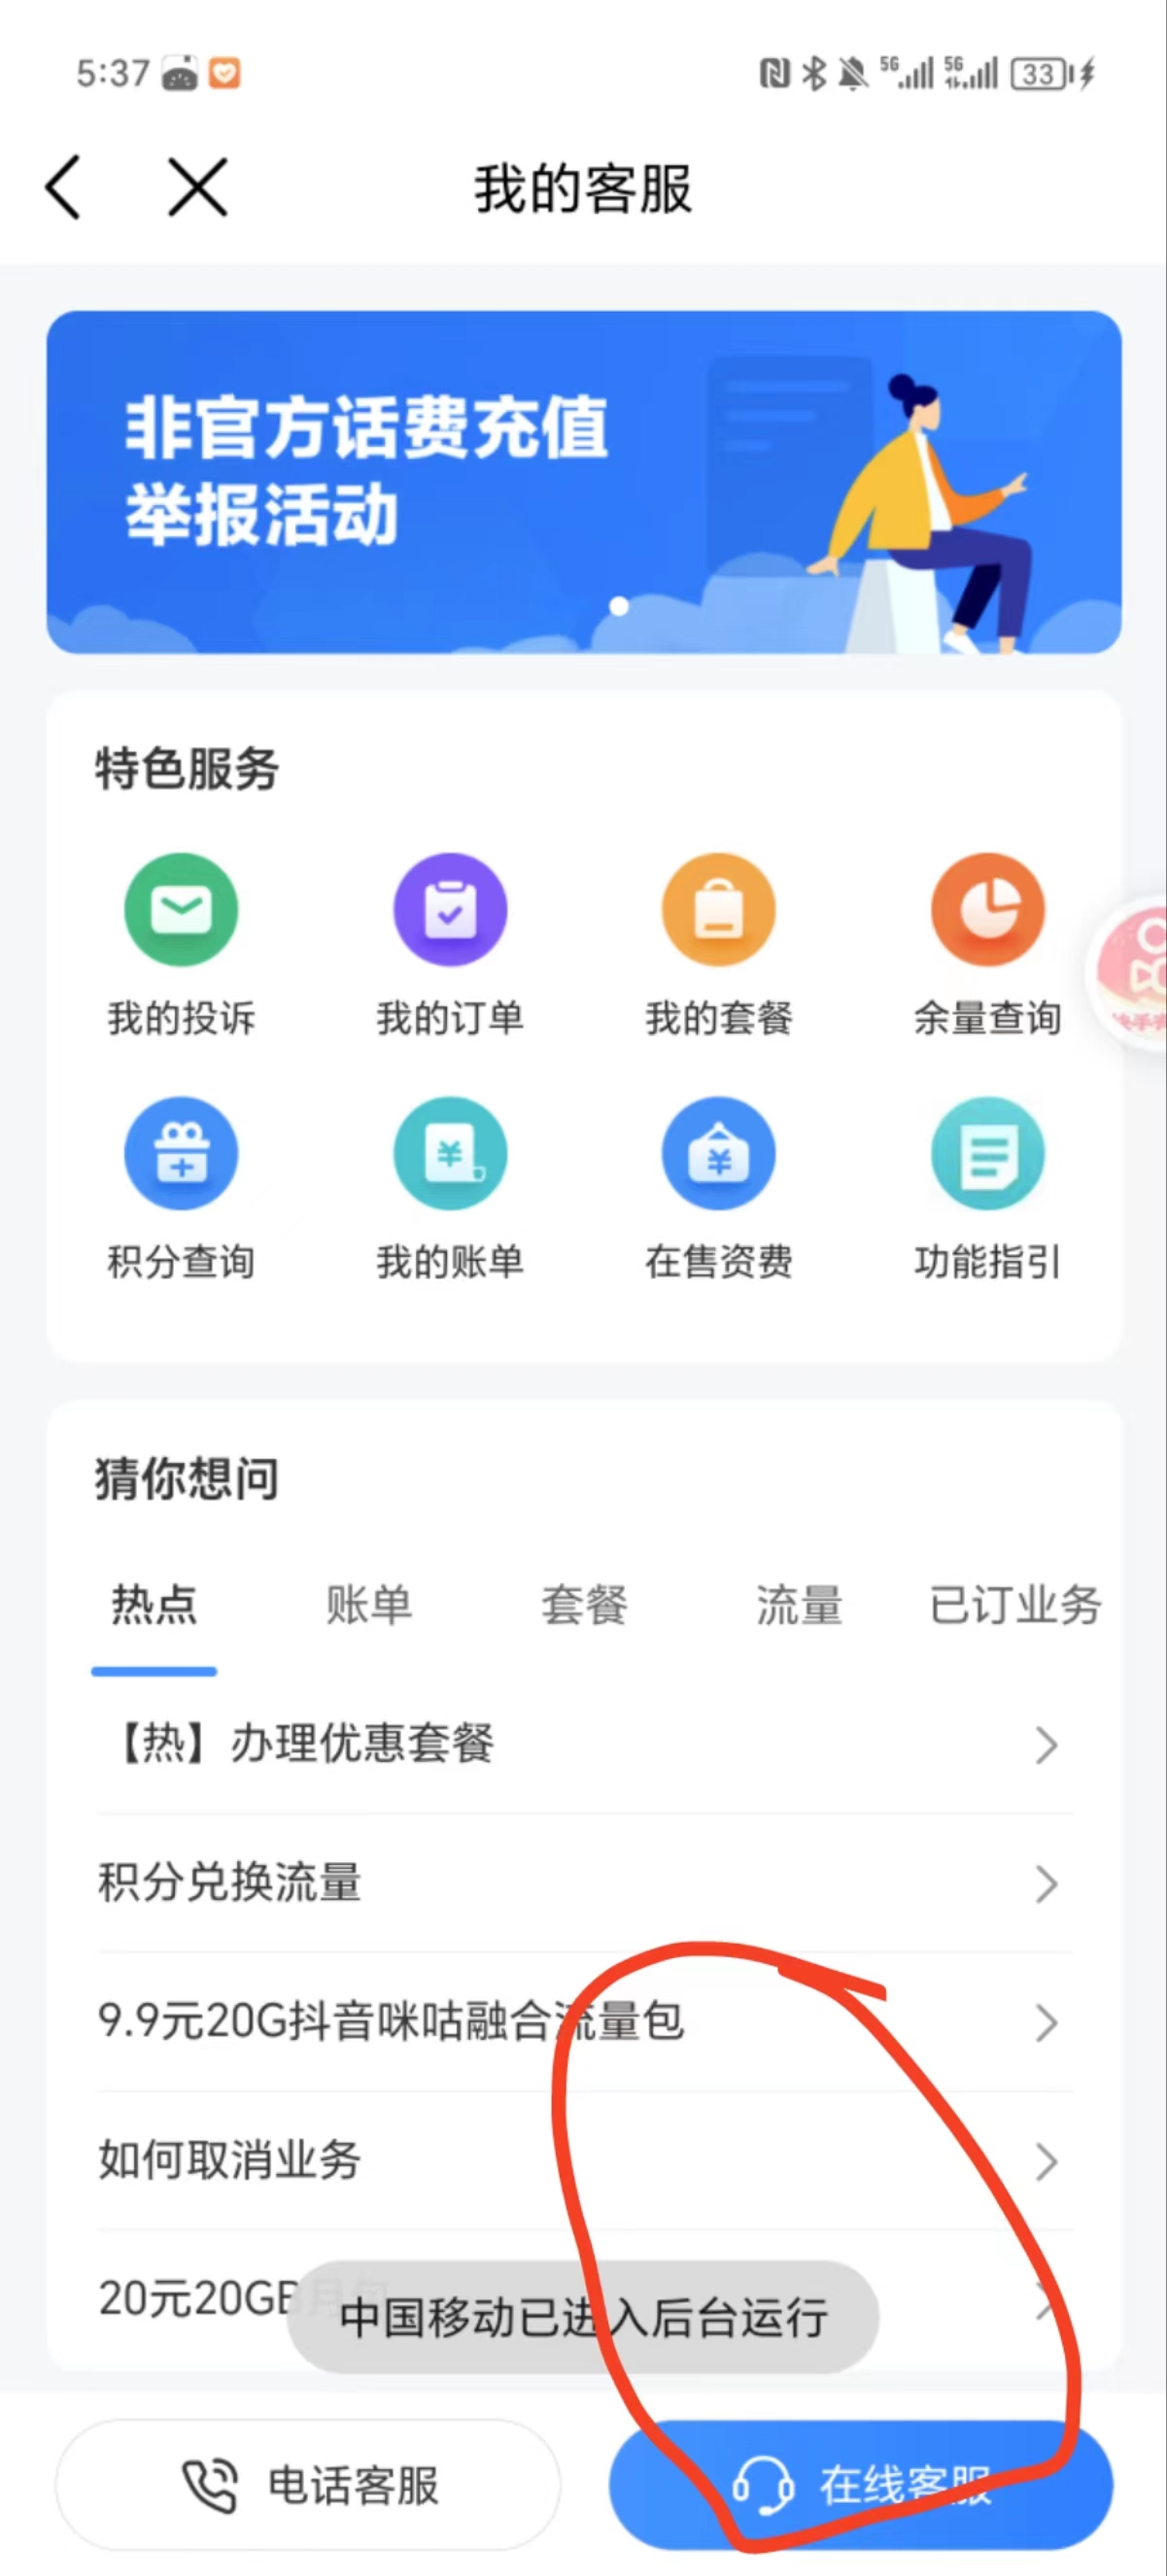 5:37
5G 5G 33
我的客服
非官方话费充值
举报活动
特色服务
我的投诉 我的订单 我的套餐 余量查询
积分查询 我的账单 在售资费 功能指引
猜你想问
热点 账单 套餐 流量 已订业务
【热】办理优惠套餐
积分兑换流量
9.9元20G抖音咪咕融合流量包
如何取消业务
20元20GB月包
中国移动已进入后台运行
电话客服 在线客服